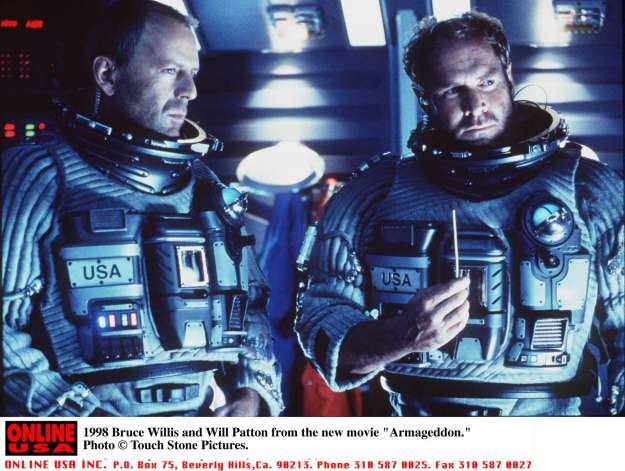 USA
USA
ONLINE
USA
1998 Bruce Willis and Will Patton from the new movie "Armageddon."
Photo © Touch Stone Pictures.
ONLINE USA INC. P.O. Box 75, Beverly Hills,Ca. 90213. Phone 310 587 0025. Fax 310 587 0027